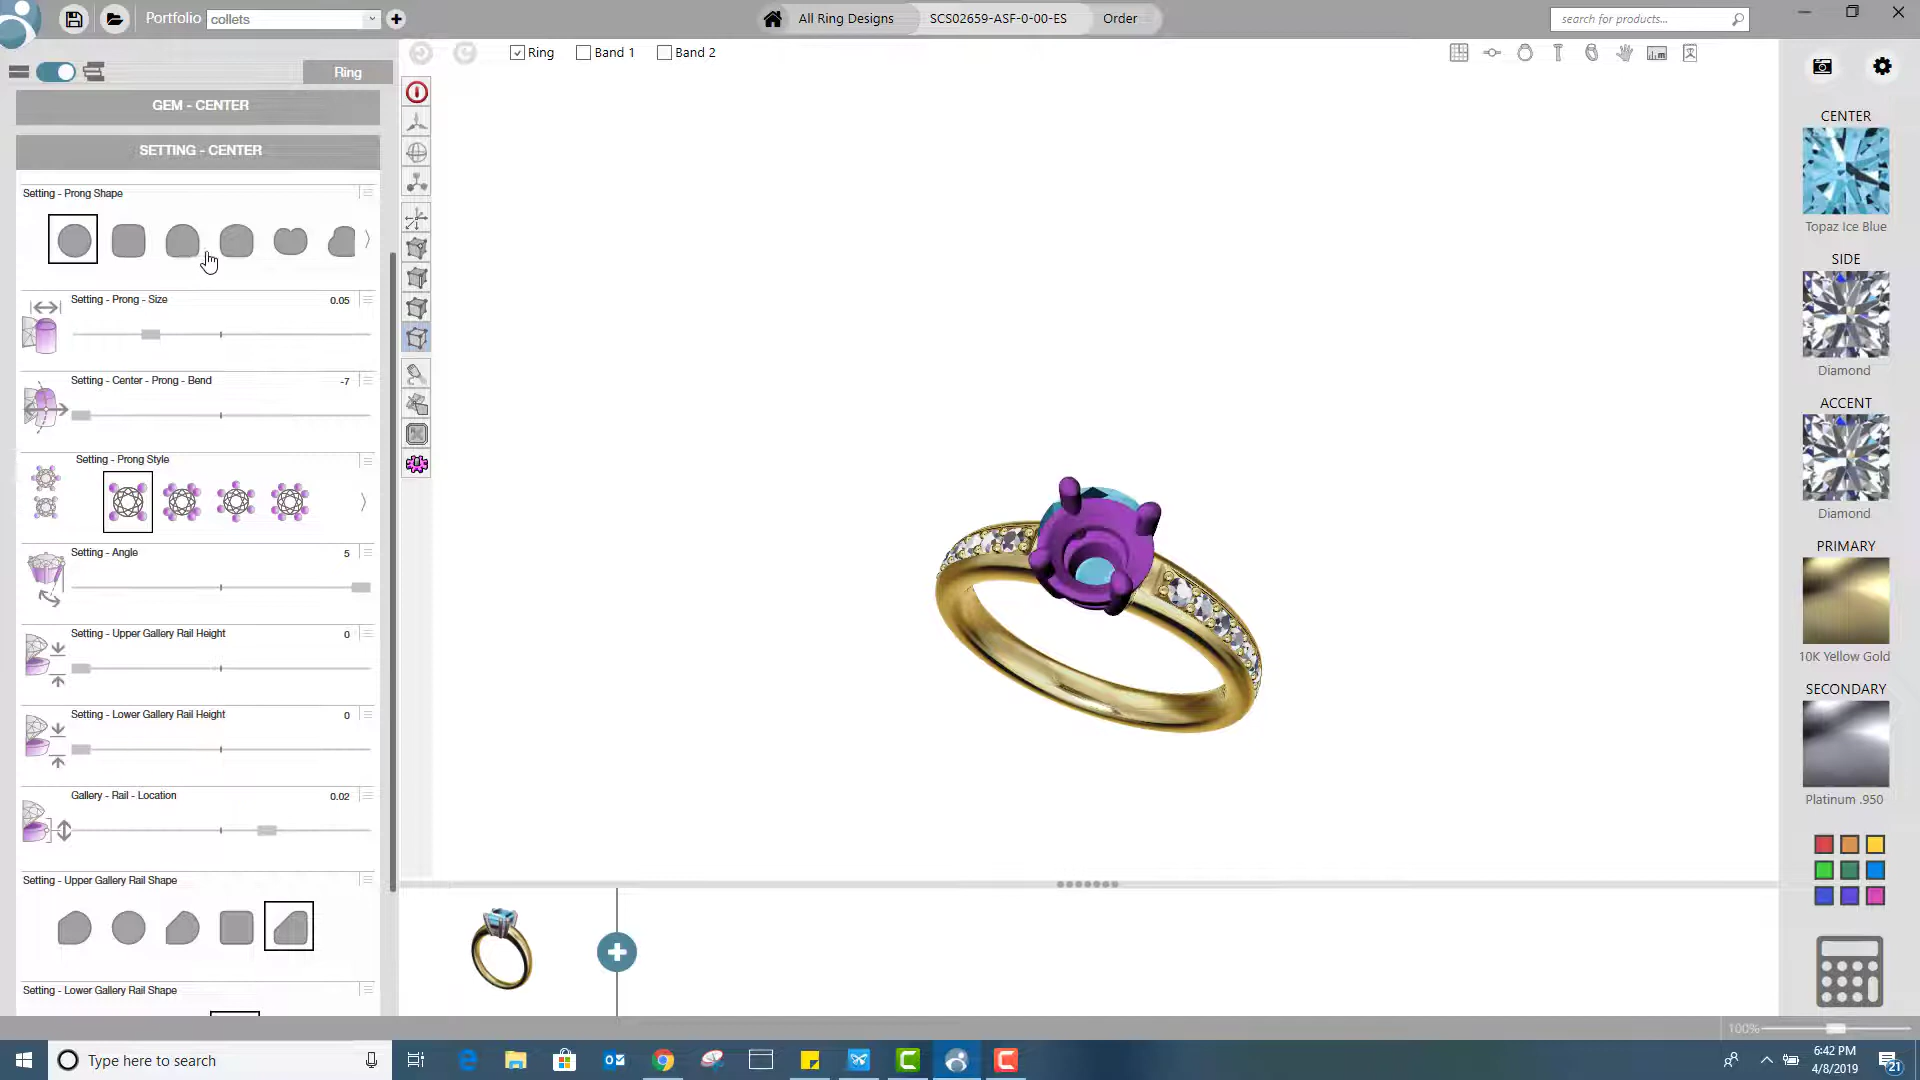 Portfolio
collets
All Ring Designs
SCS02659-ASF-0-00-ES
Order
search for products...
Ring
Ring
Band 1
Band 2
GEM - CENTER
SETTING - CENTER
Setting - Prong Shape
Setting - Prong - Size
0.05
Setting - Center - Prong - Bend
-7
Setting - Prong Style
Setting - Angle
5
Setting - Upper Gallery Rail Height
0
Setting - Lower Gallery Rail Height
0
Gallery - Rail - Location
0.02
Setting - Upper Gallery Rail Shape
Setting - Lower Gallery Rail Shape
CENTER
Topaz Ice Blue
SIDE
Diamond
ACCENT
Diamond
PRIMARY
10K Yellow Gold
SECONDARY
Platinum .950
100%
Type here to search
6:42 PM
4/8/2019
21